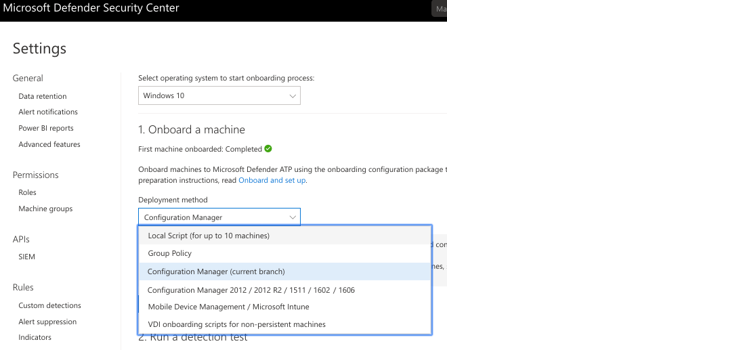 Microsoft Defender Security Center
Ma
Settings
General
Data retention
Alert notifications
Power BI reports
Advanced features
Permissions
Roles
Machine groups
APIs
SIEM
Rules
Custom detections
Alert suppression
Indicators
Select operating system to start onboarding process:
Windows 10
1. Onboard a machine
First machine onboarded: Completed
Onboard machines to Microsoft Defender ATP using the onboarding configuration package t
preparation instructions, read Onboard and set up.
Deployment method
Configuration Manager
Local Script (for up to 10 machines)
Group Policy
Configuration Manager (current branch)
Configuration Manager 2012 / 2012 R2 / 1511 / 1602 / 1606
Mobile Device Management / Microsoft Intune
VDI onboarding scripts for non-persistent machines
d con
nes,
2. Run a detection test